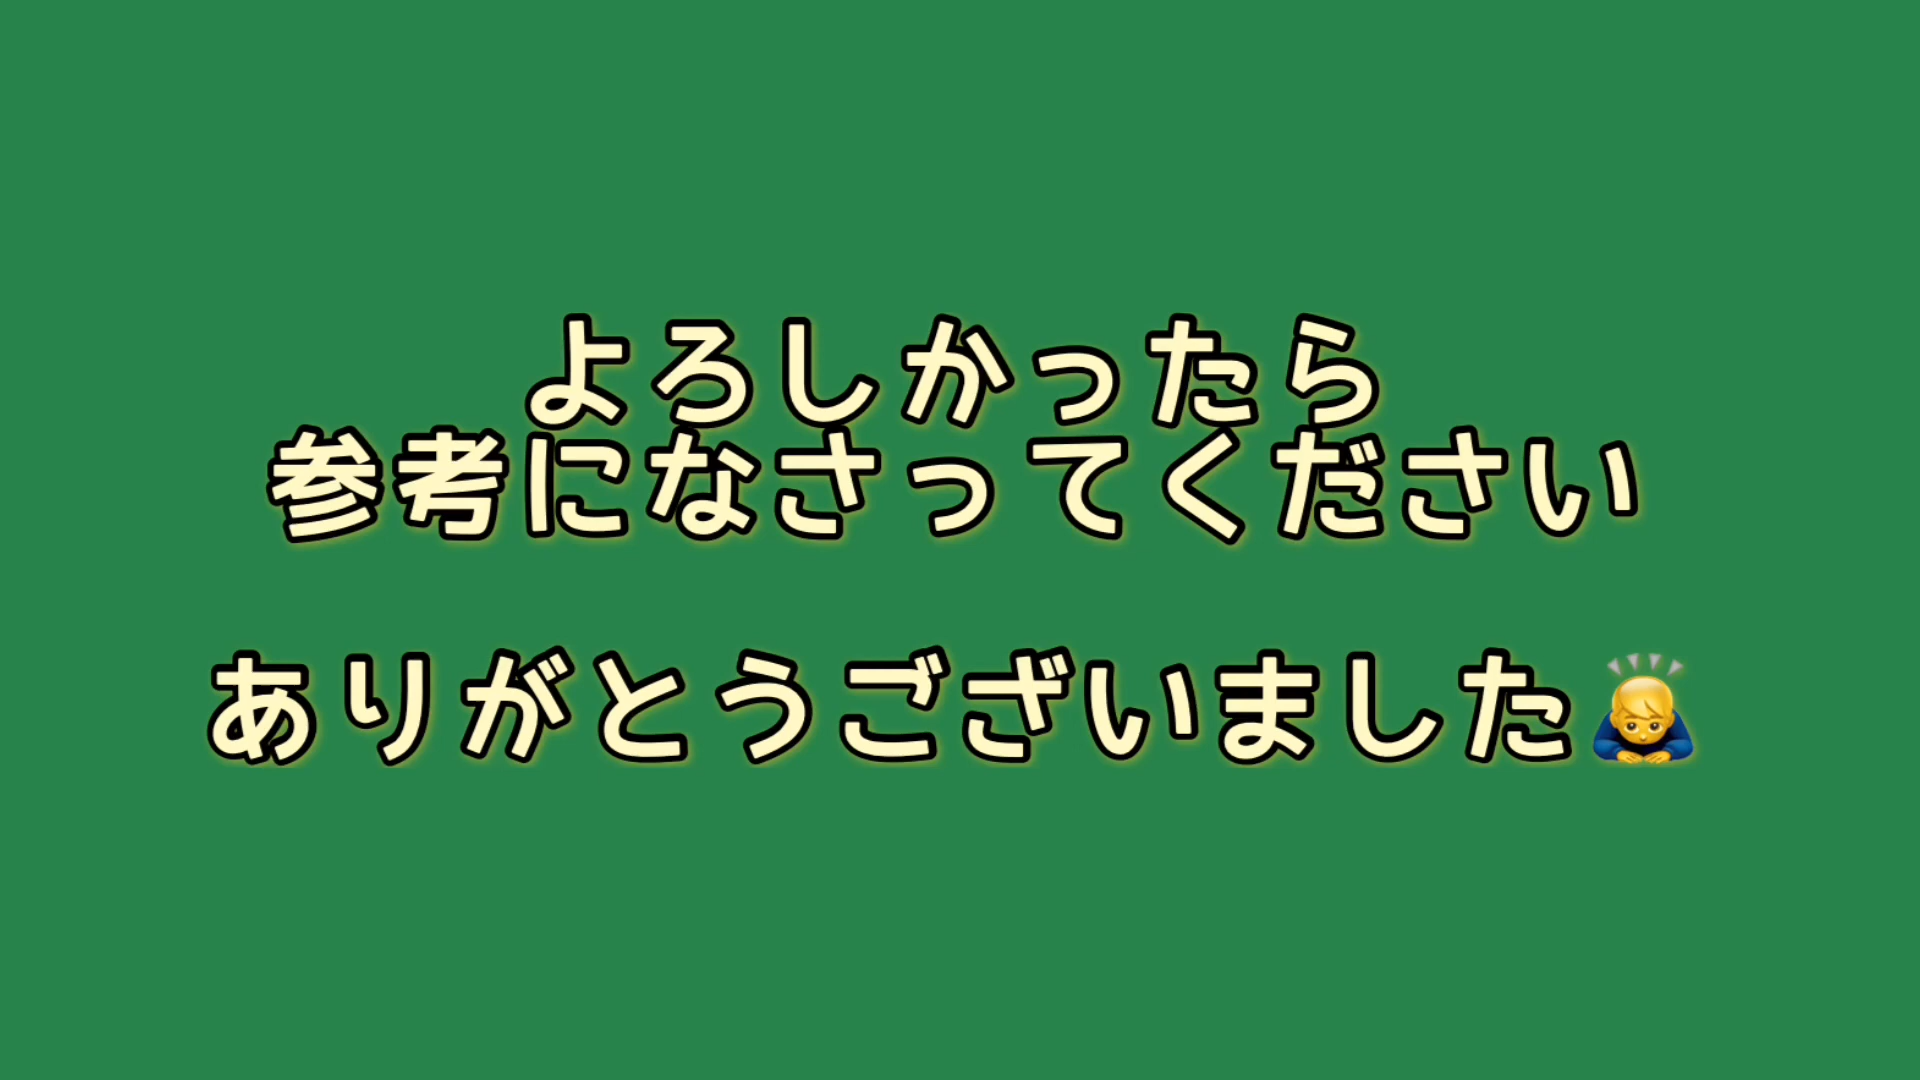 よろしかったら
参考になさってください
ありがとうございました🙇